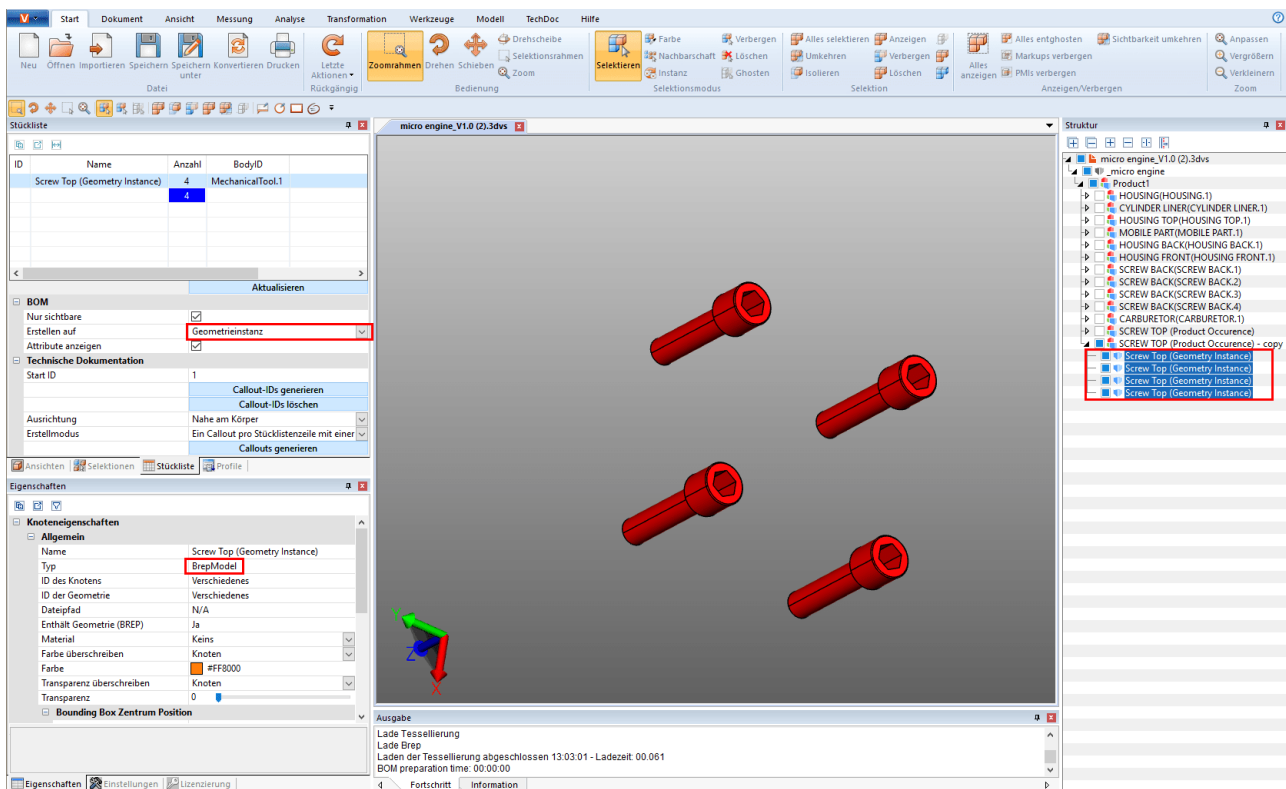 V Start Dokument Ansicht Messung Analyse Transformation Werkzeuge Modell TechDoc Hilfe
Neu Öffnen Importieren Speichern Speichern unter Konvertieren Drucken
Datei
Letzte Aktionen
Rückgängig
Zoomrahmen Drehen Schieben
Drehscheibe
Selektionsrahmen
Zoom
Bedienung
Selektieren
Farbe Verbergen
Nachbarschaft Löschen
Instanz Ghosten
Selektionsmodus
Alles selektieren Anzeigen
Umkehren Verbergen
Isolieren Löschen
Selektion
Alles anzeigen
Alles entghosten Sichtbarkeit umkehren
Markups verbergen
PMIs verbergen
Anzeigen/Verbergen
Anpassen
Vergrößern
Verkleinern
Zoom
Stückliste
ID Name Anzahl BodyID
Screw Top (Geometry Instance) 4 MechanicalTool.1
4
Aktualisieren
BOM
Nur sichtbare
Erstellen auf Geometrieinstanz
Attribute anzeigen
Technische Dokumentation
Start ID 1
Callout-IDs generieren
Callout-IDs löschen
Ausrichtung Nahe am Körper
Erstellmodus Ein Callout pro Stücklistenzeile mit einer
Callouts generieren
Ansichten Selektionen Stückliste Profile
Eigenschaften
Knoteneigenschaften
Allgemein
Name Screw Top (Geometry Instance)
Typ BrepModel
ID des Knotens Verschiedenes
ID der Geometrie Verschiedenes
Dateipfad N/A
Enthält Geometrie (BREP) Ja
Material Keins
Farbe überschreiben Knoten
Farbe #FF8000
Transparenz überschreiben Knoten
Transparenz 0
Bounding Box Zentrum Position
Eigenschaften Einstellungen Lizenzierung
micro engine_V1.0 (2).3dvs
Y
Z
X
Ausgabe
Lade Tessellierung
Lade Brep
Laden der Tessellierung abgeschlossen 13:03:01 - Ladezeit: 00.061
BOM preparation time: 00:00:00
Fortschritt Information
Struktur
micro engine_V1.0 (2).3dvs
_micro engine
Product1
HOUSING(HOUSING.1)
CYLINDER LINER(CYLINDER LINER.1)
HOUSING TOP(HOUSING TOP.1)
MOBILE PART(MOBILE PART.1)
HOUSING BACK(HOUSING BACK.1)
HOUSING FRONT(HOUSING FRONT.1)
SCREW BACK(SCREW BACK.1)
SCREW BACK(SCREW BACK.2)
SCREW BACK(SCREW BACK.3)
SCREW BACK(SCREW BACK.4)
CARBURETOR(CARBURETOR.1)
SCREW TOP (Product Occurence)
SCREW TOP (Product Occurence) - copy
Screw Top (Geometry Instance)
Screw Top (Geometry Instance)
Screw Top (Geometry Instance)
Screw Top (Geometry Instance)